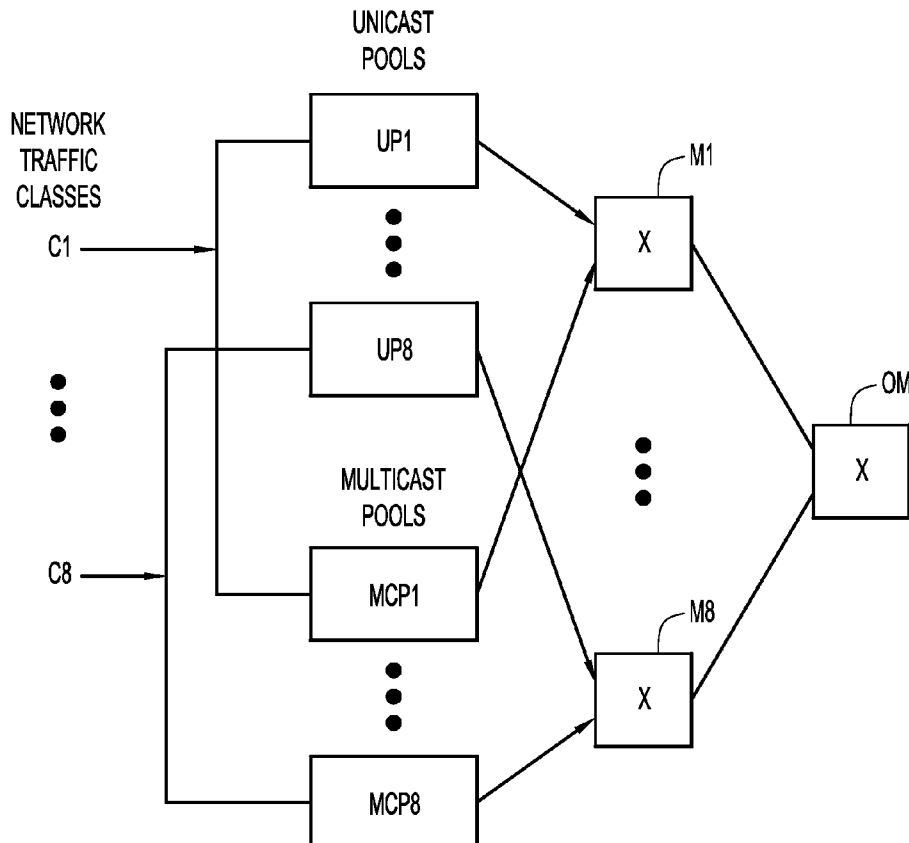 UNICAST
POOLS
NETWORK
TRAFFIC
CLASSES
UP1
M1
X
C1
UP8
OM
X
MULTICAST
POOLS
C8
MCP1
M8
X
MCP8